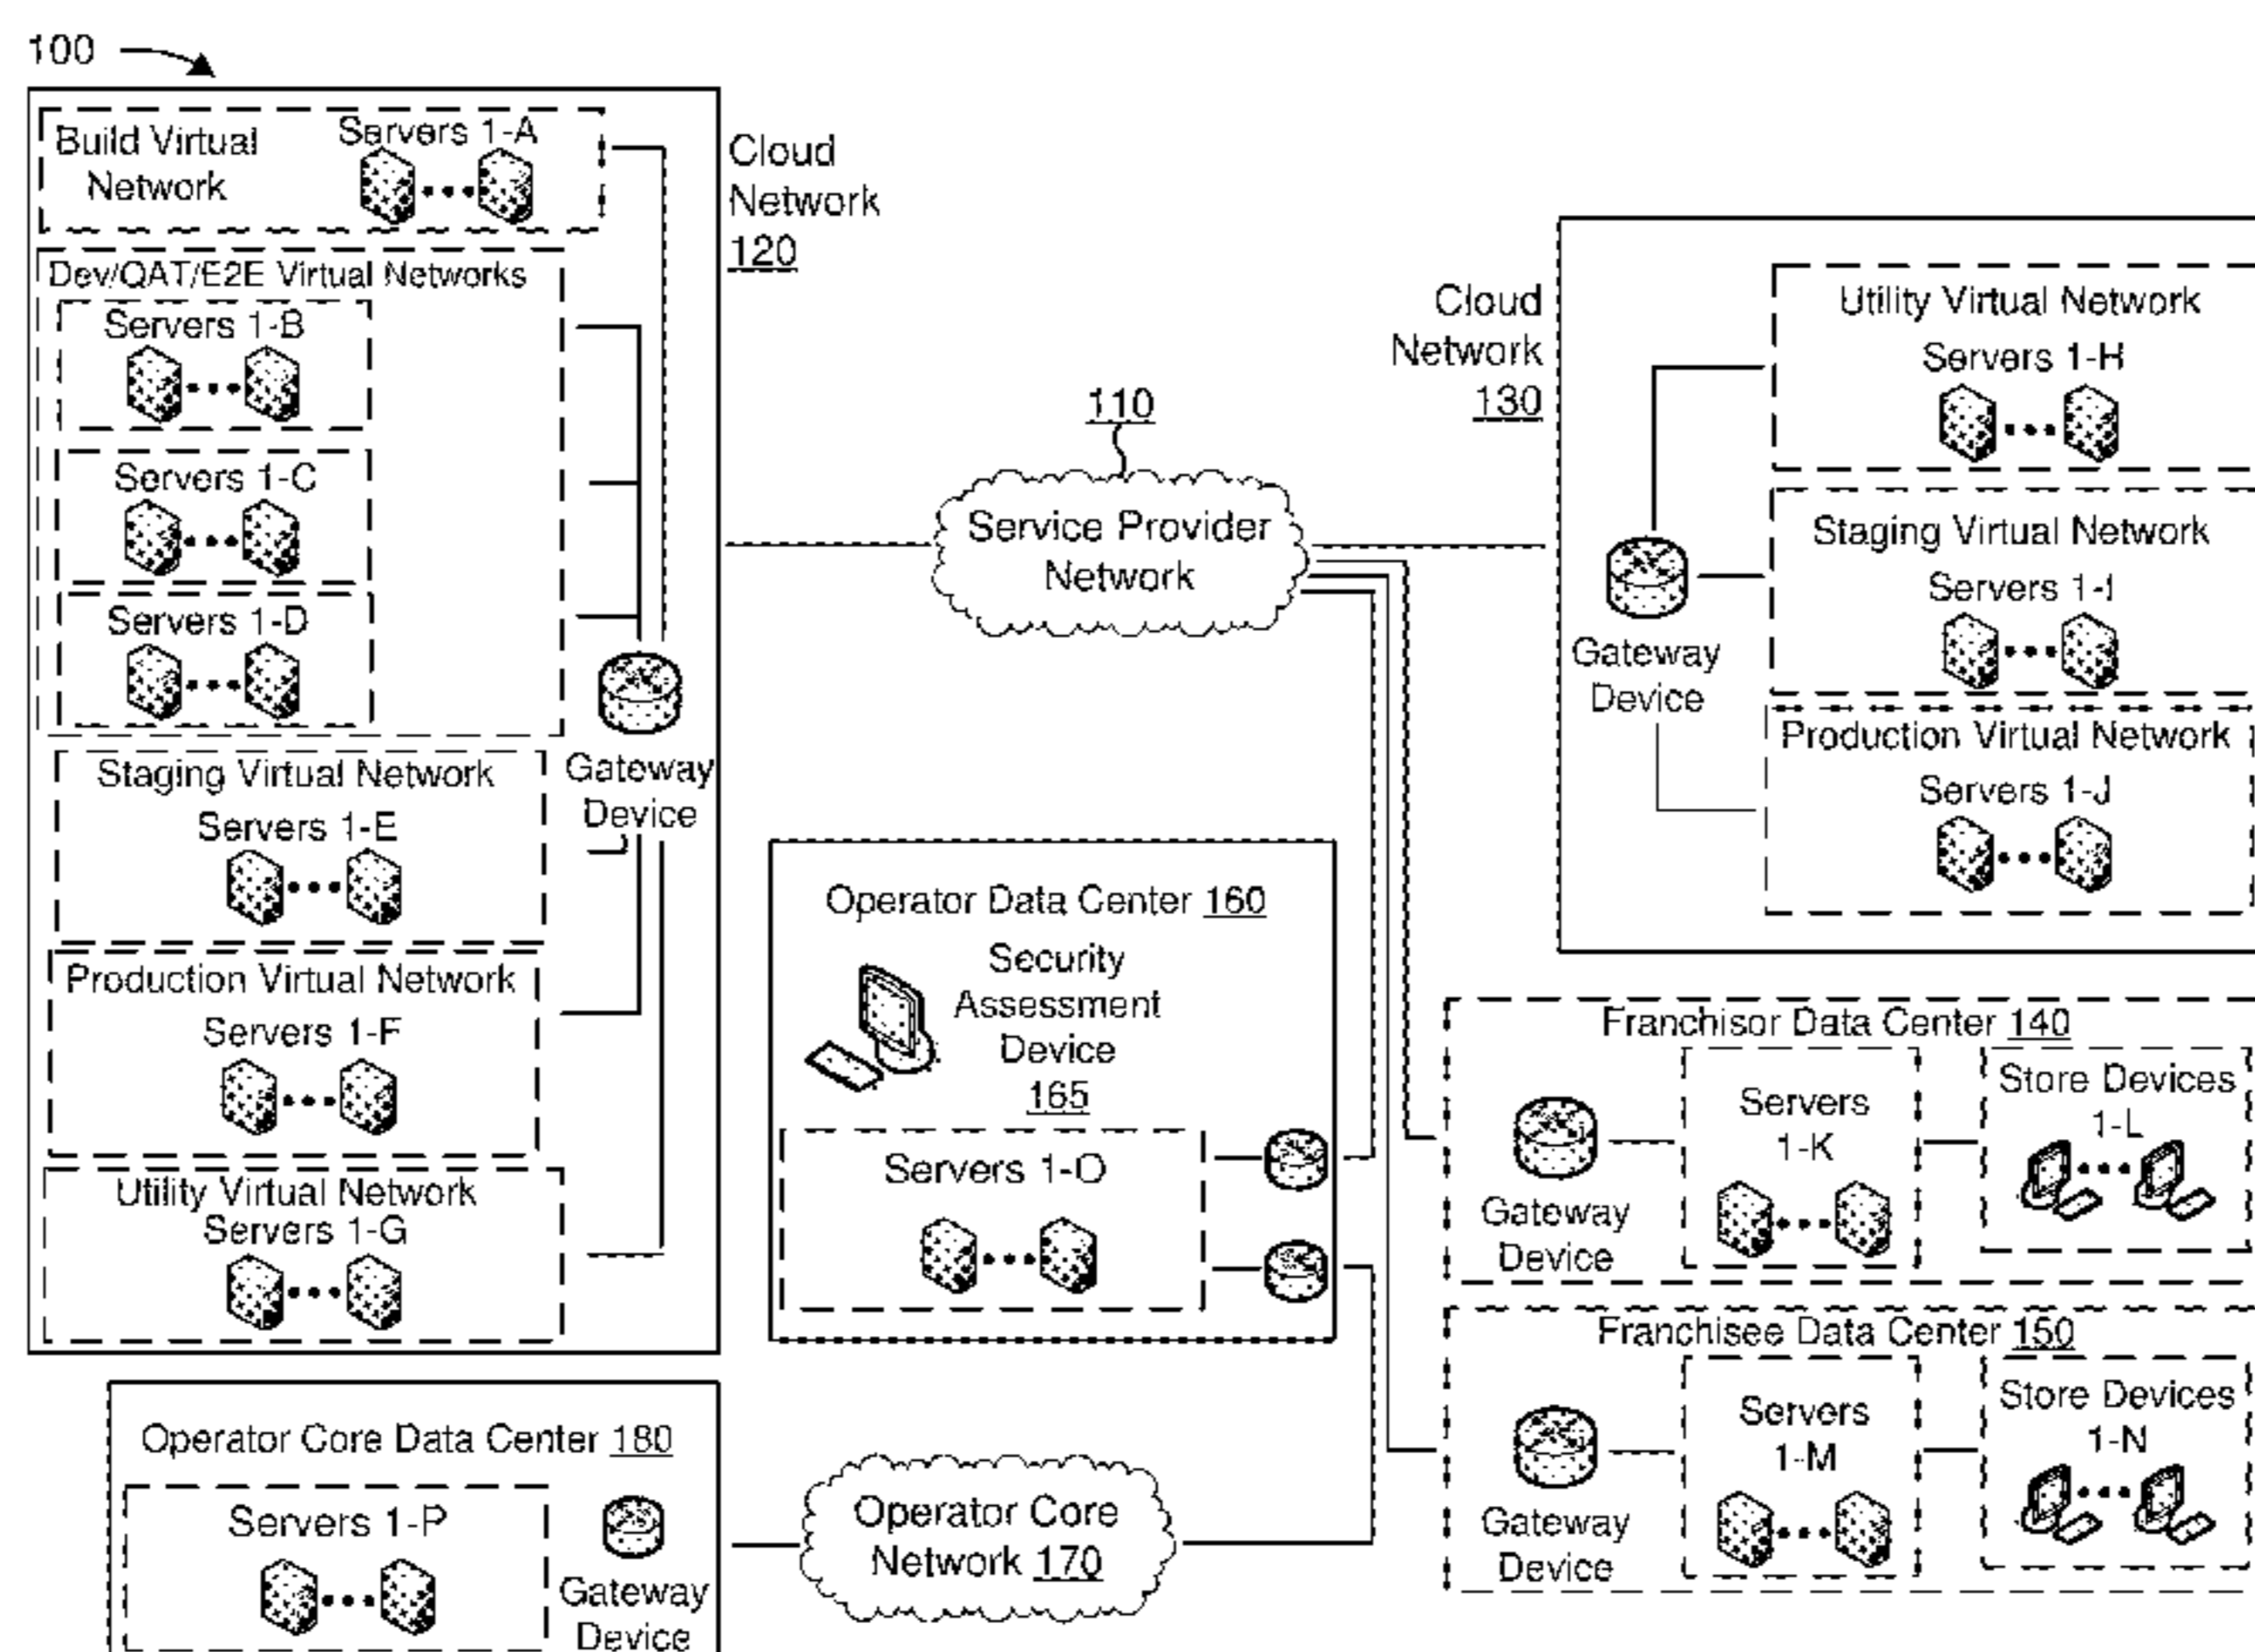 100
Build Virtual
Network
Servers 1-A
Cloud
Network
120
Dev/QAT/E2E Virtual Networks
Servers 1-B
Servers 1-C
Servers 1-D
Gateway
Device
Staging Virtual Network
Servers 1-E
Production Virtual Network
Servers 1-F
Utility Virtual Network
Servers 1-G
110
Service Provider
Network
Cloud
Network
130
Utility Virtual Network
Servers 1-H
Staging Virtual Network
Servers 1-I
Gateway
Device
Production Virtual Network
Servers 1-J
Operator Data Center 160
Security
Assessment
Device
165
Servers 1-O
Franchisor Data Center 140
Gateway
Device
Servers
1-K
Store Devices
1-L
Franchisee Data Center 150
Gateway
Device
Servers
1-M
Store Devices
1-N
Operator Core Data Center 180
Servers 1-P
Gateway
Device
Operator Core
Network 170